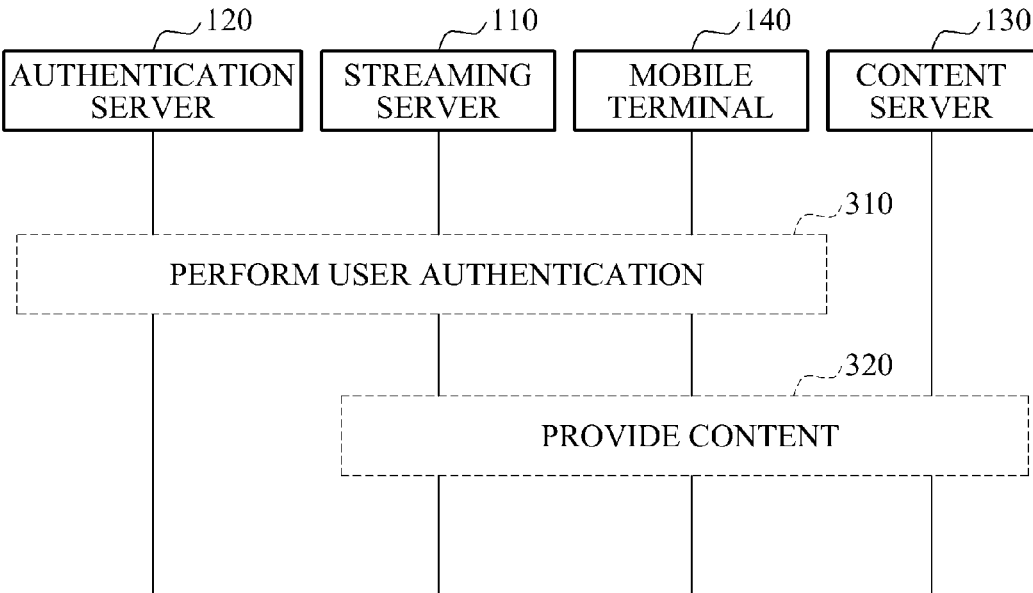 120
110
140
130
AUTHENTICATION
SERVER
STREAMING
SERVER
MOBILE
TERMINAL
CONTENT
SERVER
310
PERFORM USER AUTHENTICATION
320
PROVIDE CONTENT